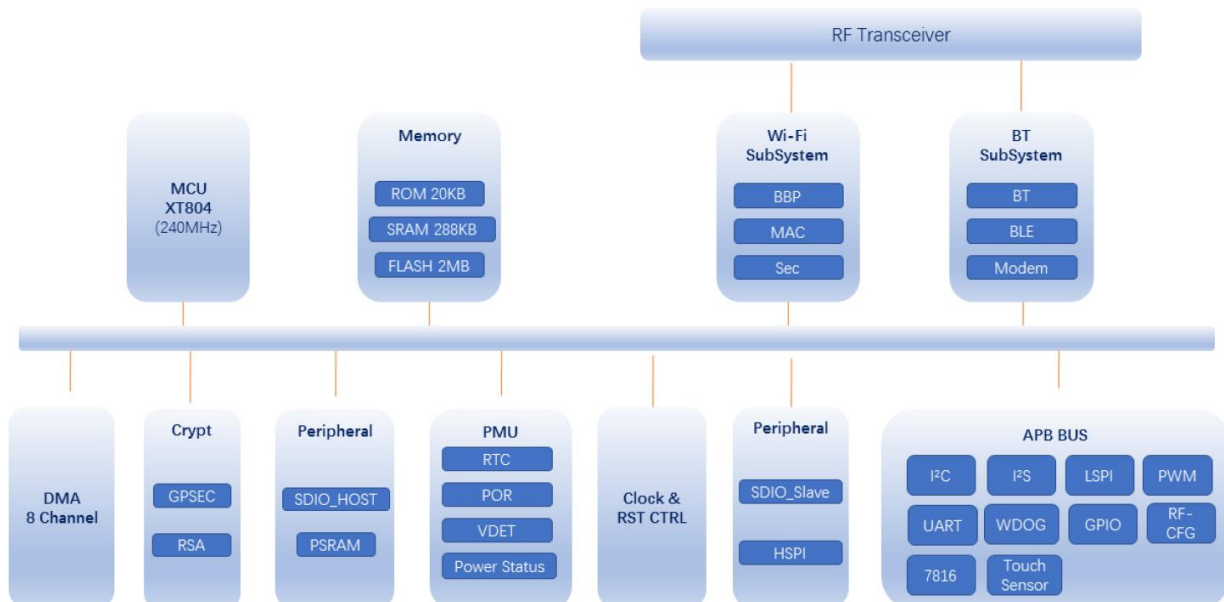 RF Transceiver
MCU
XT804
(240MHz)
Memory
ROM 20KB
SRAM 288KB
FLASH 2MB
Wi-Fi
SubSystem
BBP
MAC
Sec
BT
SubSystem
BT
BLE
Modem
DMA
8 Channel
Crypt
GPSEC
RSA
Peripheral
SDIO_HOST
PSRAM
PMU
RTC
POR
VDET
Power Status
Clock &
RST CTRL
Peripheral
SDIO_Slave
HSPI
APB BUS
I²C
I²S
LSPI
PWM
UART
WDOG
GPIO
RF-
CFG
7816
Touch
Sensor